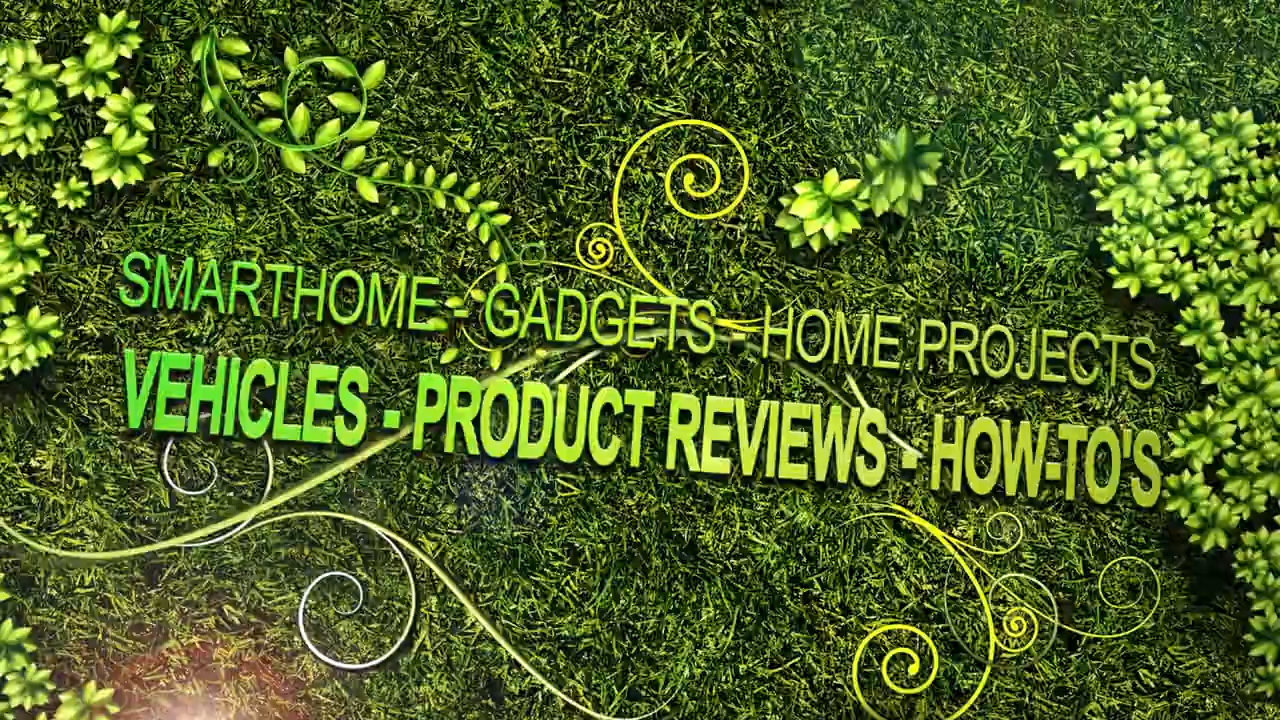 SMARTHOME - GADGETS - HOME PROJECTS
VEHICLES - PRODUCT REVIEWS - HOW-TO'S